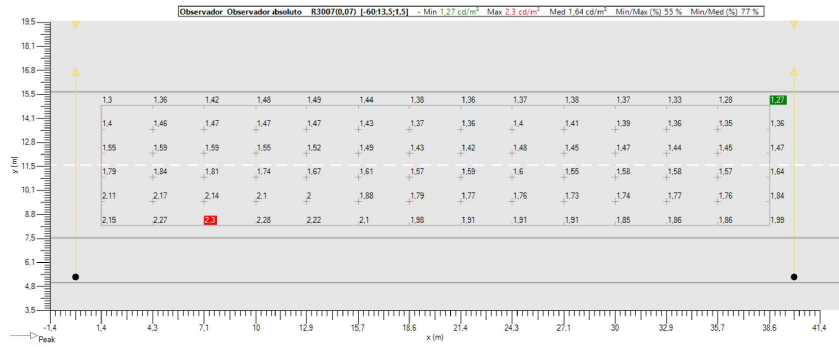 Observador Observador absoluto R3007(0,07) [-60;13,5;1,5] - Min 1,27 cd/m² Max 2,3 cd/m² Med 1,64 cd/m² Min/Max (%) 55 % Min/Med (%) 77 %
19.5
18,1
16,8
15,5
1,3 1,36 1,42 1,48 1,49 1,44 1,38 1,36 1,37 1,38 1,37 1,33 1,28 1,27
14,1
1,4 1,46 1,47 1,47 1,47 1,43 1,37 1,36 1,4 1,41 1,39 1,36 1,35 1,36
12,8
1,55 1,59 1,59 1,55 1,52 1,49 1,43 1,42 1,48 1,45 1,47 1,44 1,45 1,47
y (m)
11,5
1,79 1,84 1,81 1,74 1,67 1,61 1,57 1,59 1,6 1,55 1,58 1,58 1,57 1,64
10,1
2,11 2,17 2,14 2,1 2 1,88 1,79 1,77 1,76 1,73 1,74 1,77 1,76 1,84
8,8
2,15 2,27 2,3 2,28 2,22 2,1 1,98 1,91 1,91 1,91 1,85 1,86 1,86 1,99
7,5
6,1
4,8
3,5
-1,4 1,4 4,3 7,1 10 12,9 15,7 18,6 21,4 24,3 27,1 30 32,9 35,7 38,6 41,4
x (m)
Peak